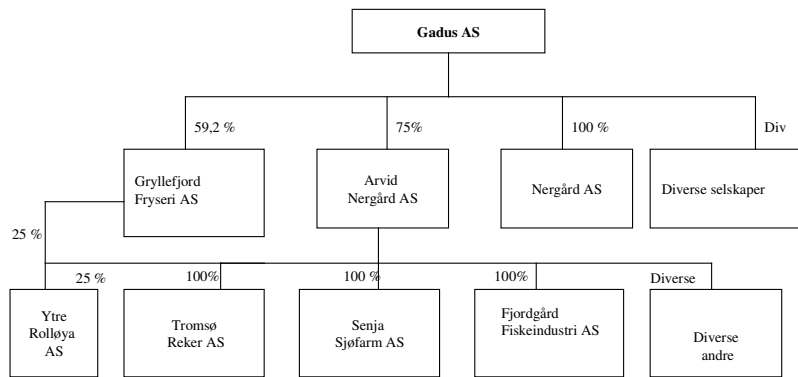 Gadus AS
59,2 %
75%
100 %
Div
Gryllefjord
Fryseri AS
Arvid
Nergård AS
Nergård AS
Diverse selskaper
25 %
25 %
100%
100 %
100%
Diverse
Ytre
Rolløya
AS
Tromsø
Reker AS
Senja
Sjøfarm AS
Fjordgård
Fiskeindustri AS
Diverse
andre